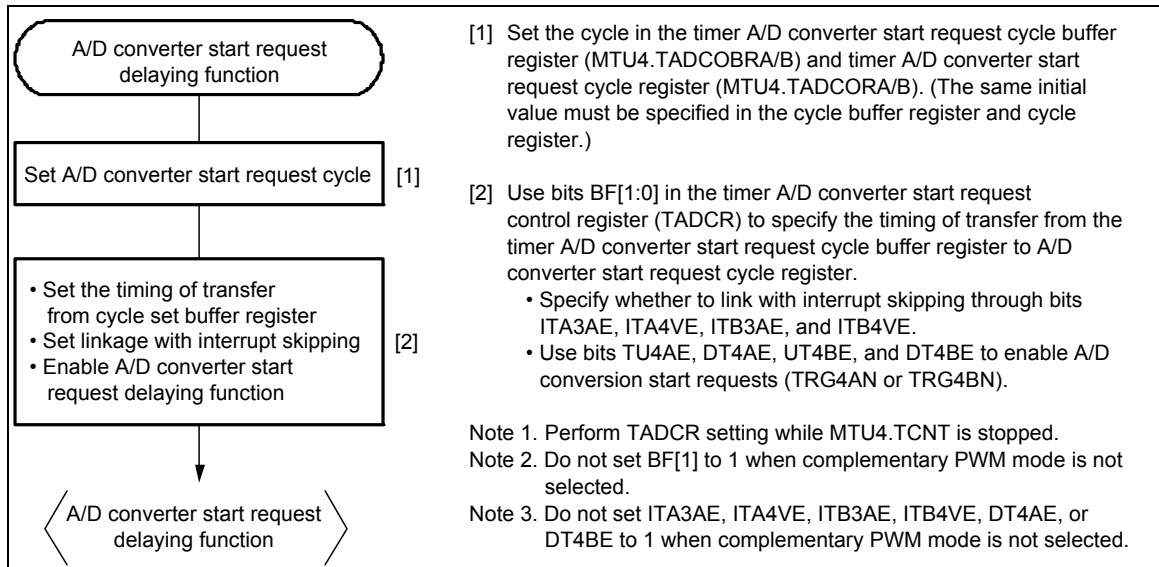 A/D converter start request
delaying function
Set A/D converter start request cycle
[1]
• Set the timing of transfer
from cycle set buffer register
• Set linkage with interrupt skipping
• Enable A/D converter start
request delaying function
[2]
A/D converter start request
delaying function
[1] Set the cycle in the timer A/D converter start request cycle buffer
register (MTU4.TADCOBRA/B) and timer A/D converter start
request cycle register (MTU4.TADCORA/B). (The same initial
value must be specified in the cycle buffer register and cycle
register.)
[2] Use bits BF[1:0] in the timer A/D converter start request
control register (TADCR) to specify the timing of transfer from the
timer A/D converter start request cycle buffer register to A/D
converter start request cycle register.
• Specify whether to link with interrupt skipping through bits
ITA3AE, ITA4VE, ITB3AE, and ITB4VE.
• Use bits TU4AE, DT4AE, UT4BE, and DT4BE to enable A/D
conversion start requests (TRG4AN or TRG4BN).
Note 1. Perform TADCR setting while MTU4.TCNT is stopped.
Note 2. Do not set BF[1] to 1 when complementary PWM mode is not
selected.
Note 3. Do not set ITA3AE, ITA4VE, ITB3AE, ITB4VE, DT4AE, or
DT4BE to 1 when complementary PWM mode is not selected.